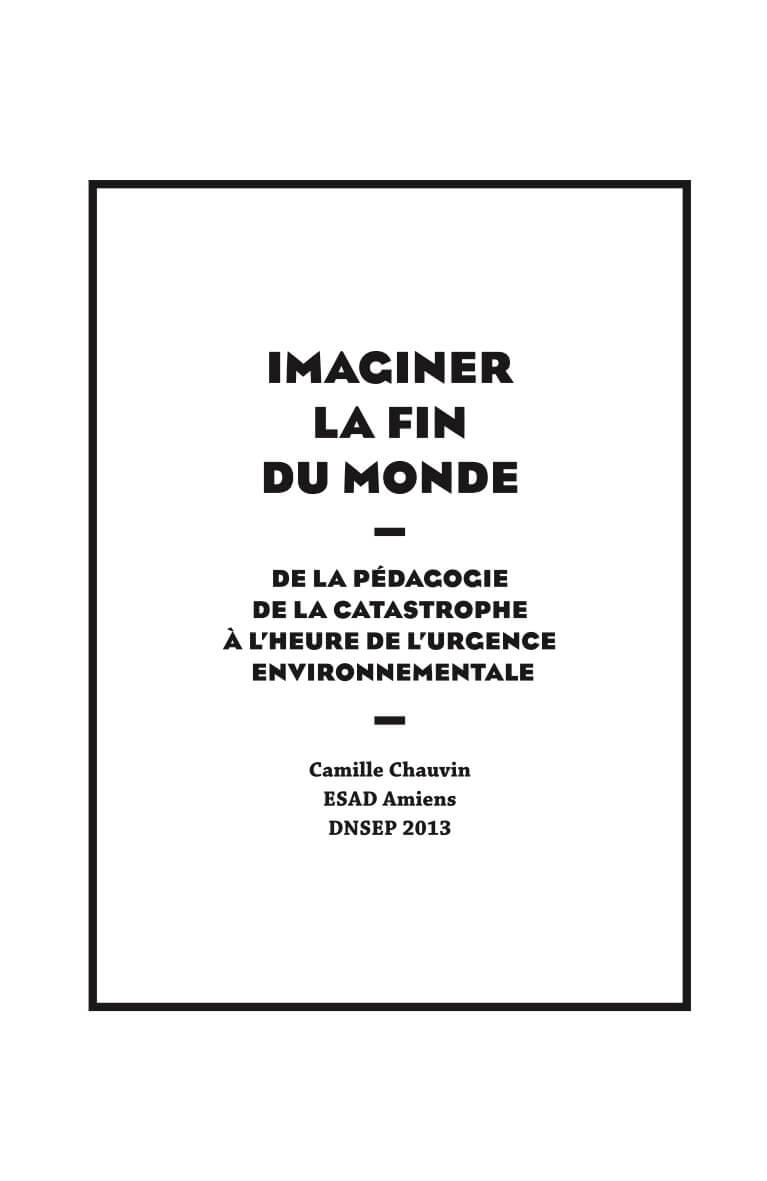 IMAGINER
LA FIN
DU MONDE
—
DE LA PÉDAGOGIE
DE LA CATASTROPHE
À L’HEURE DE L’URGENCE
ENVIRONNEMENTALE
—
Camille Chauvin
ESAD Amiens
DNSEP 2013